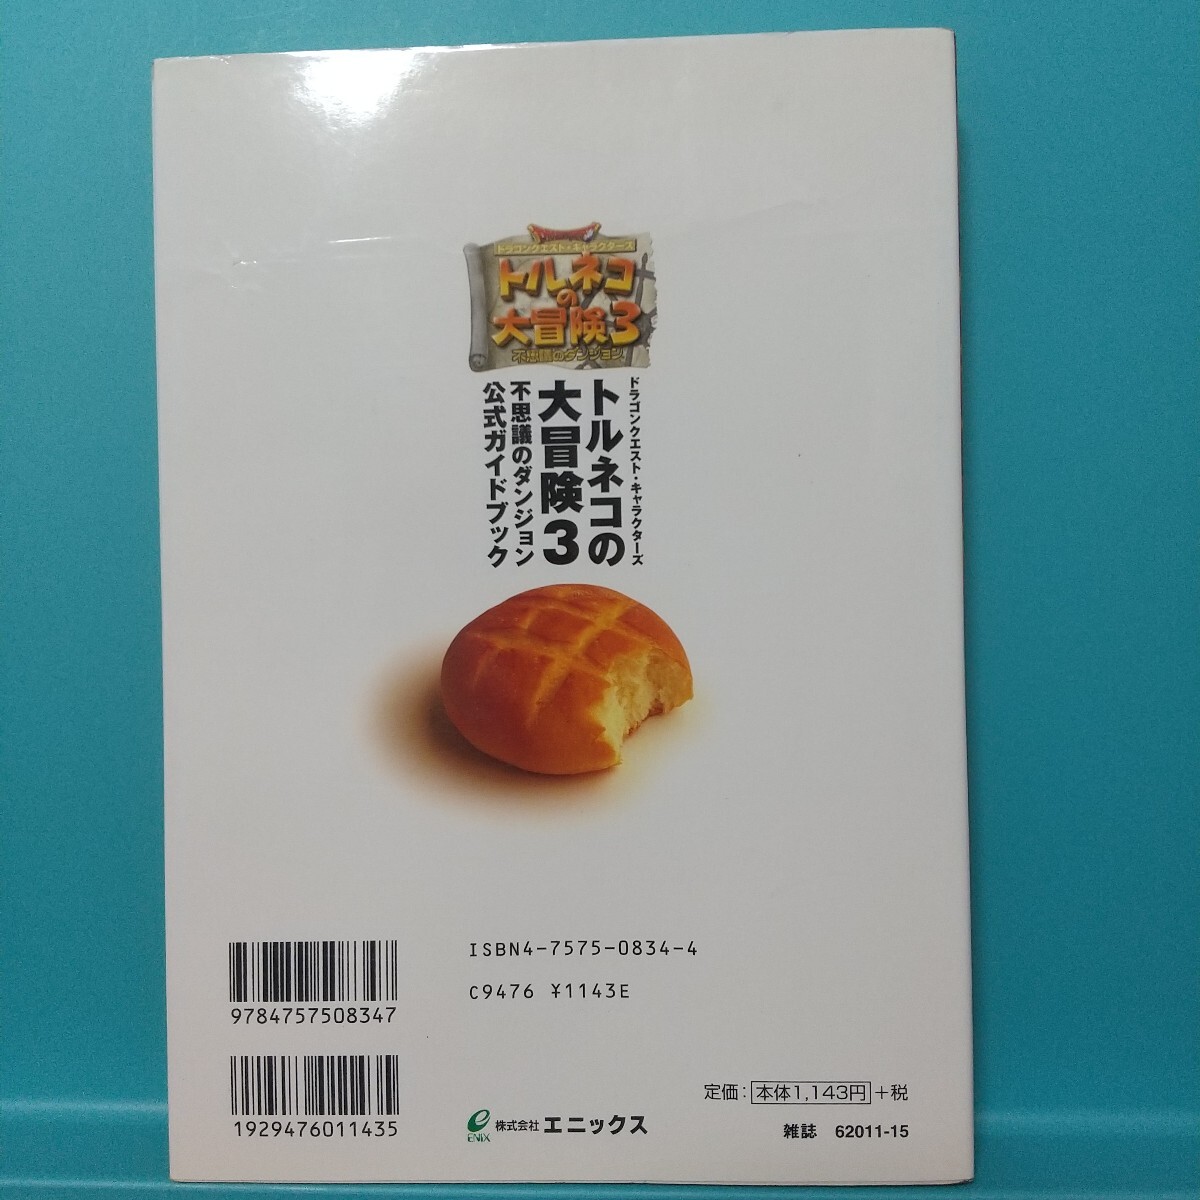 ドラゴンクエスト・キャラクターズ
トルネコ
の
大冒険3
不思議のダンジョン
ドラゴンクエスト・キャラクターズ
トルネコの
大冒険3
不思議のダンジョン
公式ガイドブック
ISBN4-7575-0834-4
C9476 ¥1143E
9784757508347
1929476011435
ENIX
株式会社 エニックス
定価: 本体1,143円+税
雑誌 62011-15